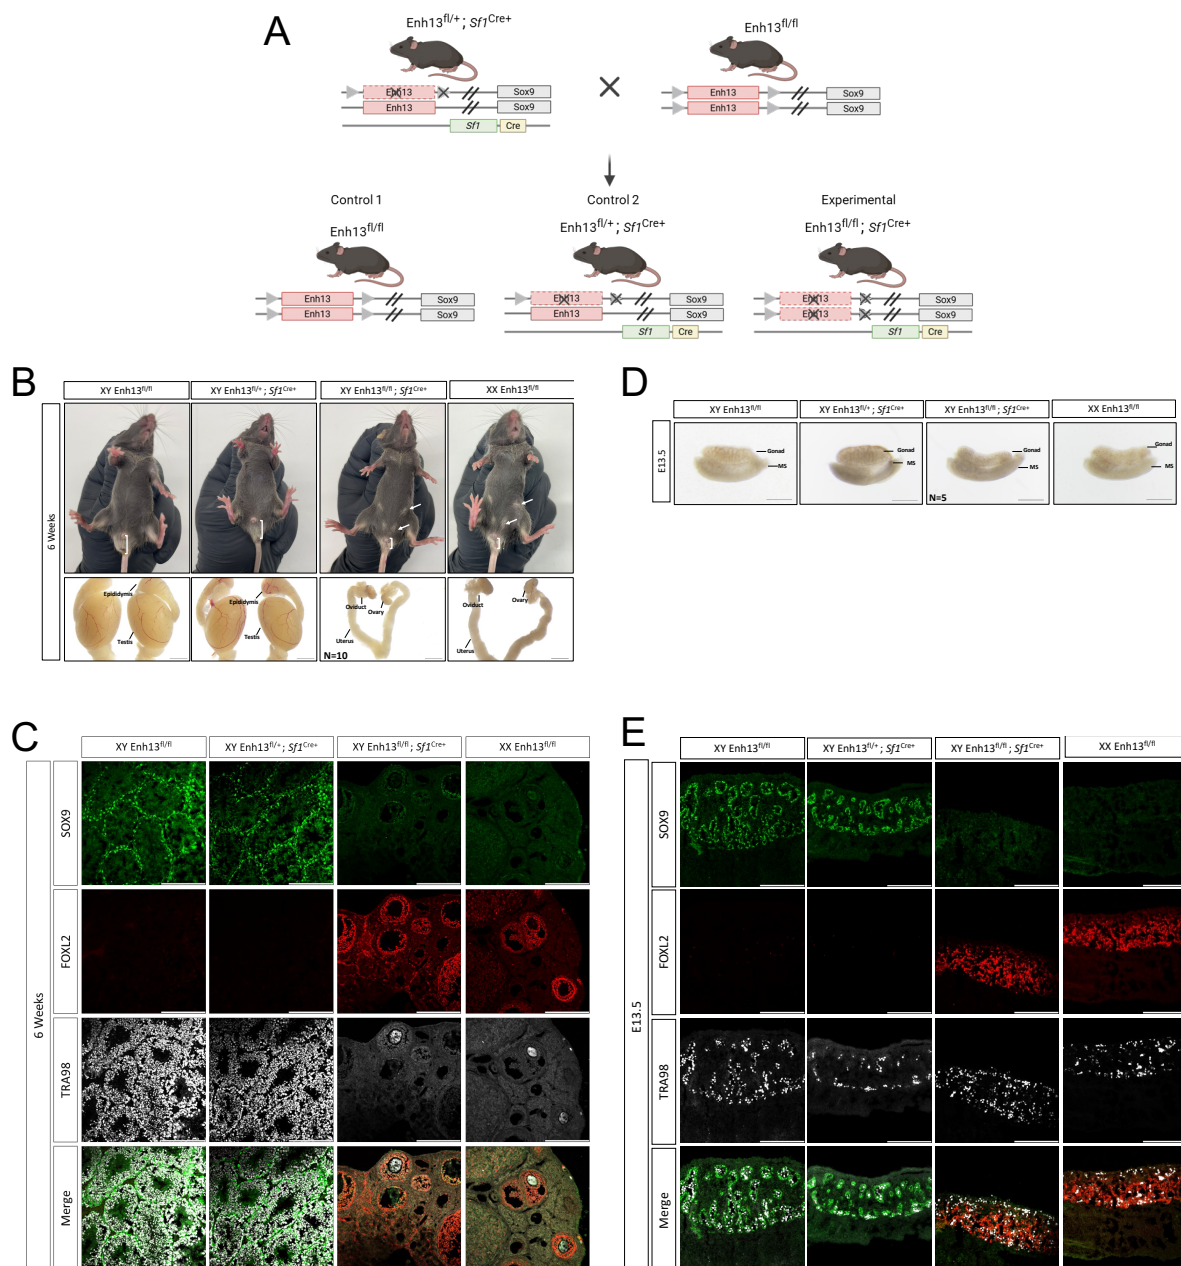 A
Enh13fl/+; Sf1Cre+
Enh13fl/fl
Enh13 Sox9
Enh13 Sox9
Sf1 Cre
Enh13 Sox9
Enh13 Sox9
Control 1
Control 2
Experimental
Enh13fl/fl
Enh13fl/+; Sf1Cre+
Enh13fl/fl; Sf1Cre+
Enh13 Sox9
Enh13 Sox9
Enh13 Sox9
Enh13 Sox9
Sf1 Cre
Enh13 Sox9
Enh13 Sox9
Sf1 Cre
B
XY Enh13fl/fl
XY Enh13fl/+; Sf1Cre+
XY Enh13fl/fl; Sf1Cre+
XX Enh13fl/fl
6 Weeks
Epididymis
Testis
Epididymis
Testis
Oviduct
Ovary
Uterus
N=10
Oviduct
Ovary
Uterus
D
XY Enh13fl/fl
XY Enh13fl/+; Sf1Cre+
XY Enh13fl/fl; Sf1Cre+
XX Enh13fl/fl
E13.5
Gonad
MS
Gonad
MS
Gonad
MS
N=5
Gonad
MS
C
XY Enh13fl/fl
XY Enh13fl/+; Sf1Cre+
XY Enh13fl/fl; Sf1Cre+
XX Enh13fl/fl
6 Weeks
SOX9
FOXL2
TRA98
Merge
E
XY Enh13fl/fl
XY Enh13fl/+; Sf1Cre+
XY Enh13fl/fl; Sf1Cre+
XX Enh13fl/fl
E13.5
SOX9
FOXL2
TRA98
Merge